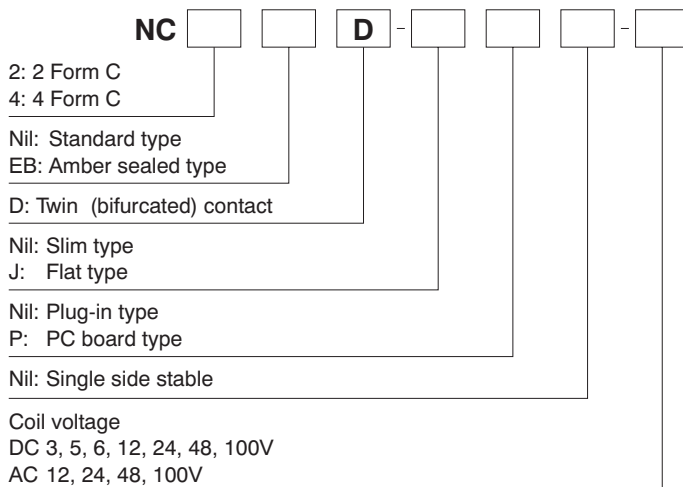 NC D - -
2: 2 Form C
4: 4 Form C
Nil: Standard type
EB: Amber sealed type
D: Twin (bifurcated) contact
Nil: Slim type
J: Flat type
Nil: Plug-in type
P: PC board type
Nil: Single side stable
Coil voltage
DC 3, 5, 6, 12, 24, 48, 100V
AC 12, 24, 48, 100V